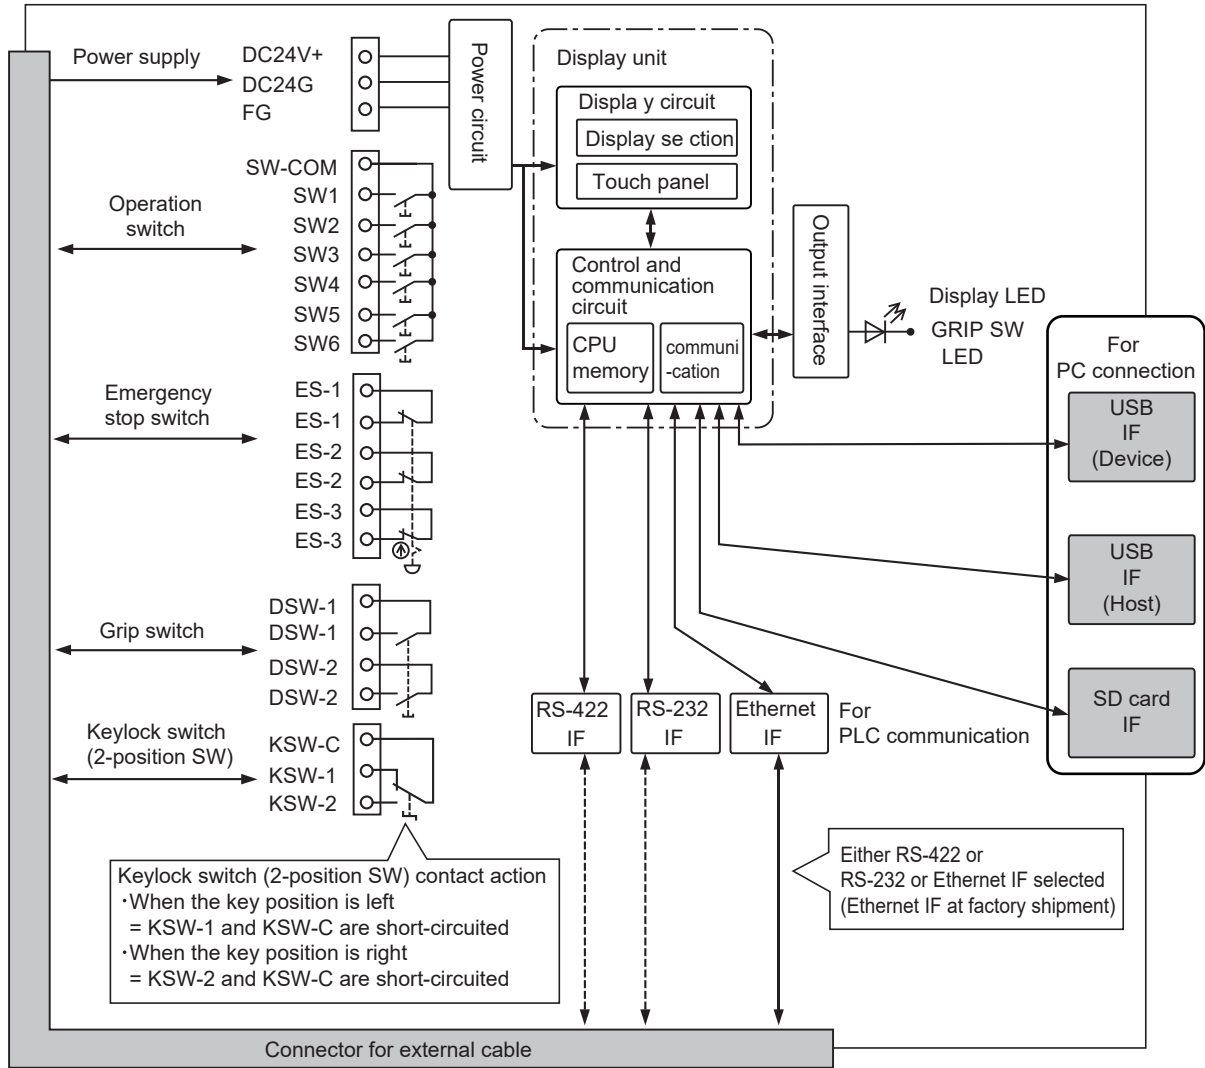 Power supply
DC24V+
DC24G
FG
Power circuit
Display unit
Displa y circuit
Display se ction
Touch panel
Operation
switch
SW-COM
SW1
SW2
SW3
SW4
SW5
SW6
Control and
communication
circuit
CPU
memory
communi
-cation
Output interface
Display LED
GRIP SW
LED
For
PC connection
USB
IF
(Device)
USB
IF
(Host)
SD card
IF
Emergency
stop switch
ES-1
ES-1
ES-2
ES-2
ES-3
ES-3
Grip switch
DSW-1
DSW-1
DSW-2
DSW-2
Keylock switch
(2-position SW)
KSW-C
KSW-1
KSW-2
RS-422
IF
RS-232
IF
Ethernet
IF
For
PLC communication
Keylock switch (2-position SW) contact action
・When the key position is left
= KSW-1 and KSW-C are short-circuited
・When the key position is right
= KSW-2 and KSW-C are short-circuited
Either RS-422 or
RS-232 or Ethernet IF selected
(Ethernet IF at factory shipment)
Connector for external cable